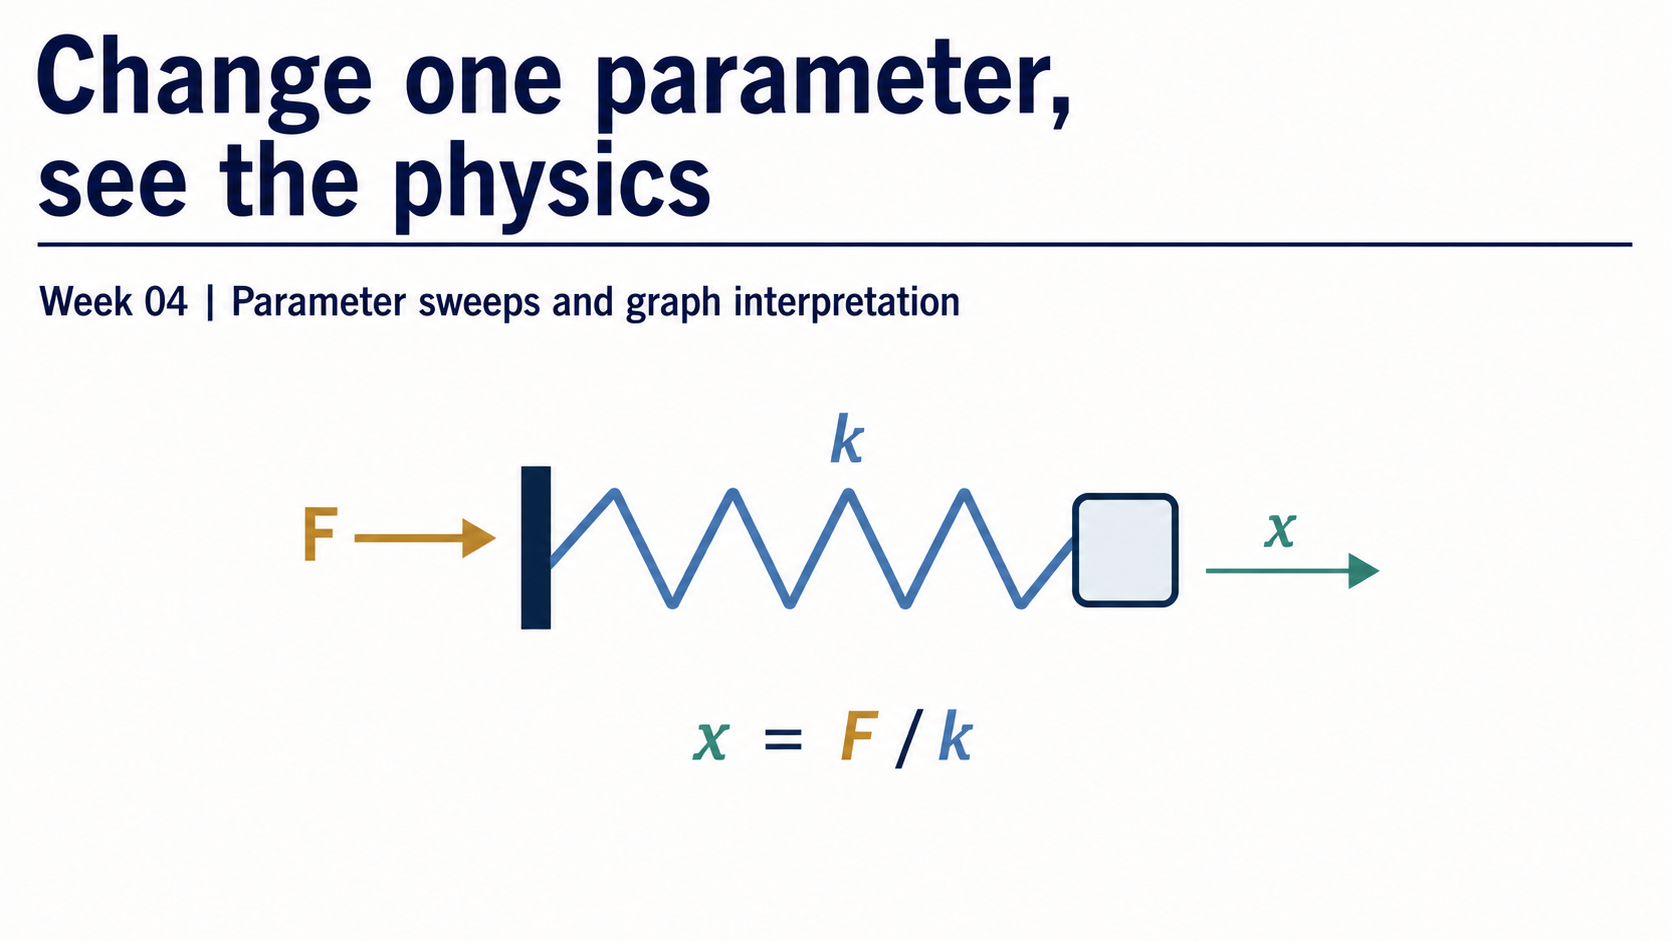 Change one parameter,
see the physics
Week 04 | Parameter sweeps and graph interpretation
k
F
x
x = F / k